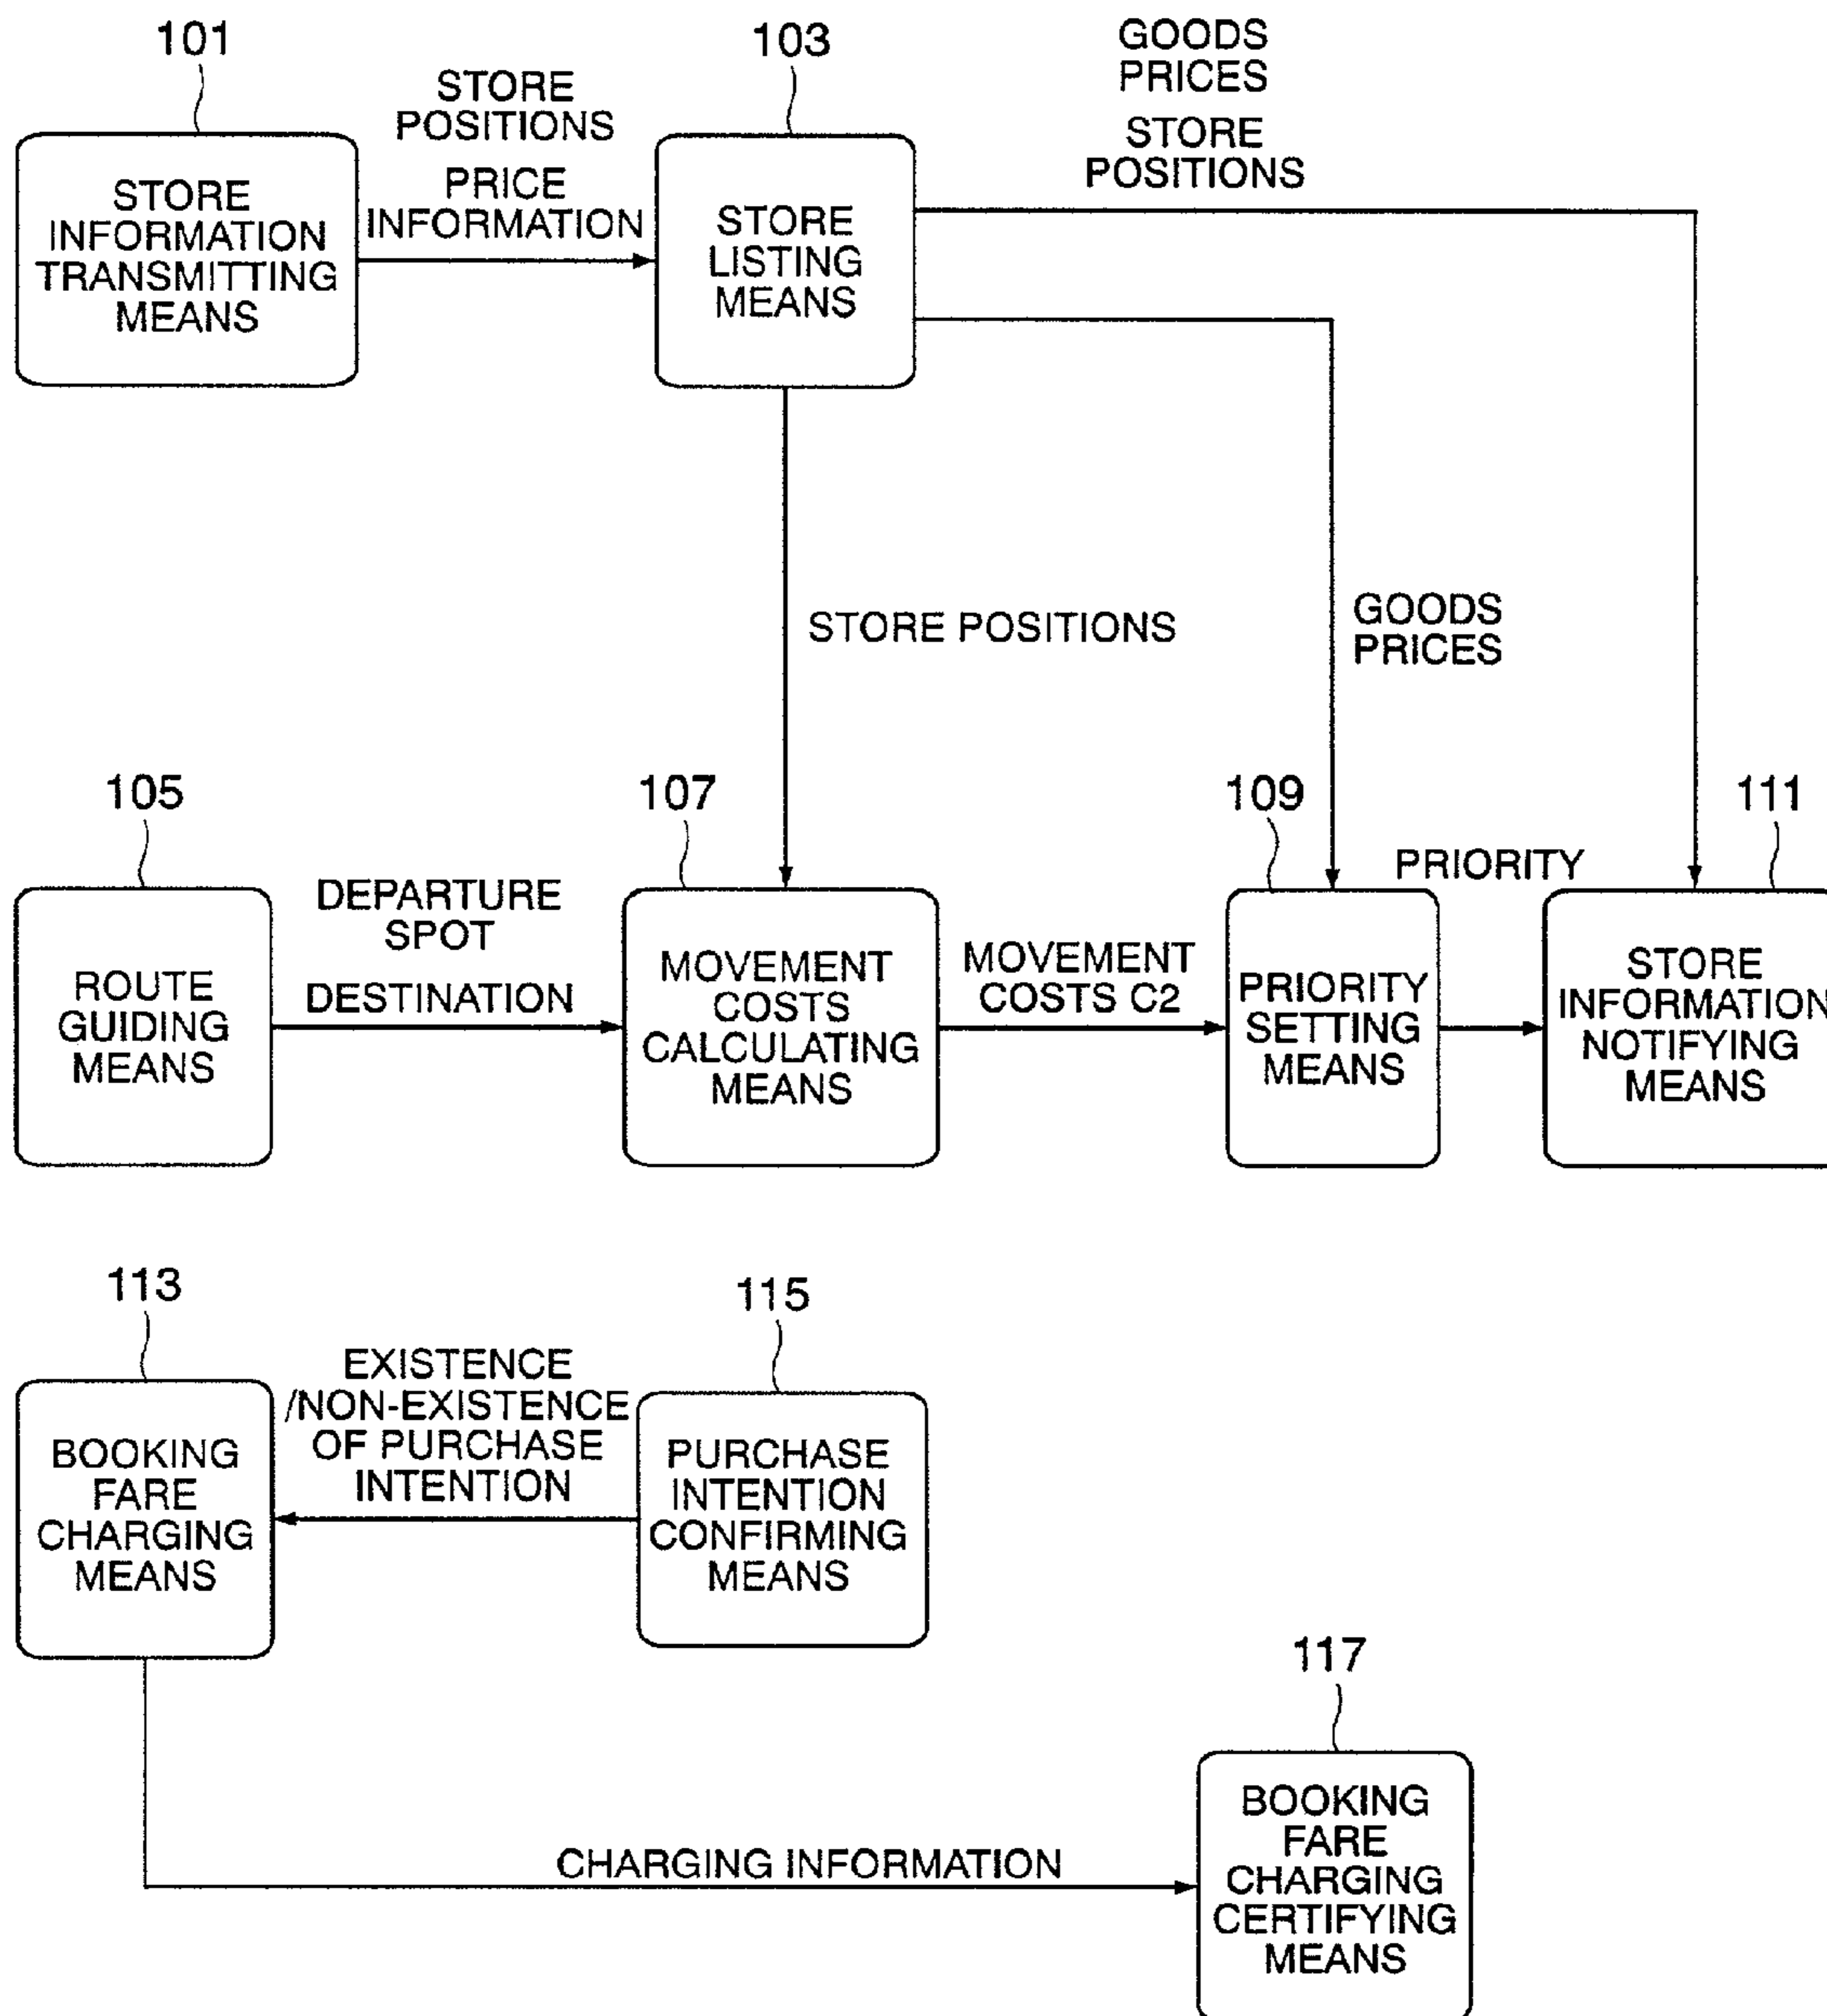 101
103
GOODS
PRICES
STORE
POSITIONS
STORE
POSITIONS
PRICE
INFORMATION
STORE
INFORMATION
TRANSMITTING
MEANS
STORE
LISTING
MEANS
STORE POSITIONS
GOODS
PRICES
105
107
109
111
DEPARTURE
SPOT
DESTINATION
PRIORITY
ROUTE
GUIDING
MEANS
MOVEMENT
COSTS
CALCULATING
MEANS
MOVEMENT
COSTS C2
PRIORITY
SETTING
MEANS
STORE
INFORMATION
NOTIFYING
MEANS
113
115
EXISTENCE
/NON-EXISTENCE
OF PURCHASE
INTENTION
BOOKING
FARE
CHARGING
MEANS
PURCHASE
INTENTION
CONFIRMING
MEANS
117
CHARGING INFORMATION
BOOKING
FARE
CHARGING
CERTIFYING
MEANS